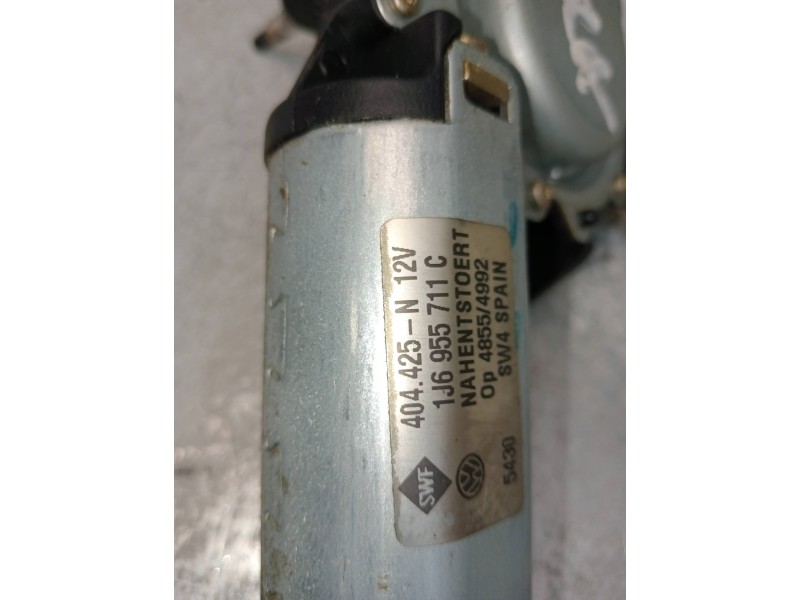 404.425-N 12V
1J6 955 711 C
NAHENTSTOERT
Op 4855/4992
SW4 SPAIN
SWF
5430